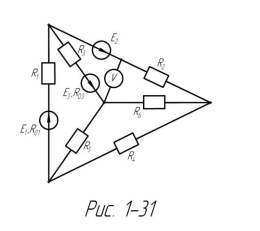 E₂
R₃
R₁
V
R₂
E₃,R₀₃
R₆
E₁,R₀₁
R₅
R₄
Рис. 1-31